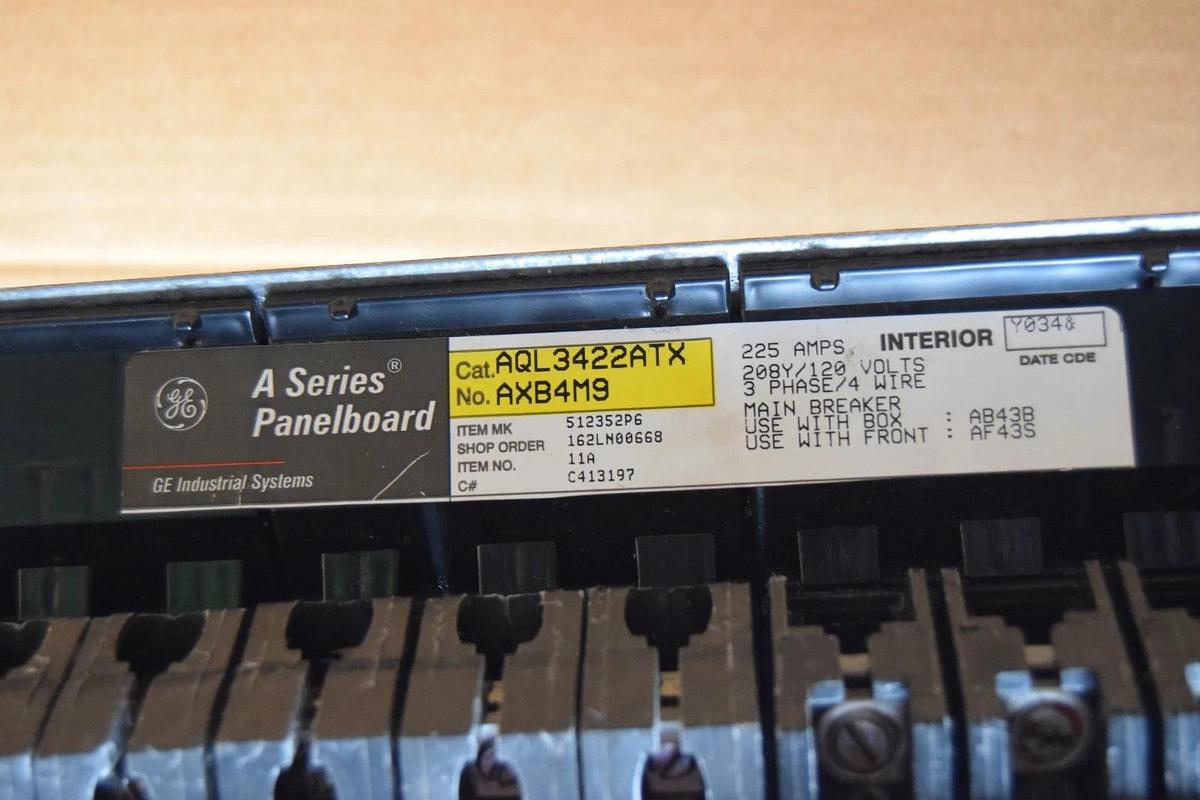 GE
A Series®
Panelboard
GE Industrial Systems
Cat. AQL3422ATX
No. AXB4M9
ITEM MK 512352P6
SHOP ORDER 162LN00668
ITEM NO. 11A
C# C413197
225 AMPS
208Y/120 VOLTS
3 PHASE/4 WIRE
MAIN BREAKER
USE WITH BOX : AB43B
USE WITH FRONT : AF43S
INTERIOR
Y034&
DATE CDE